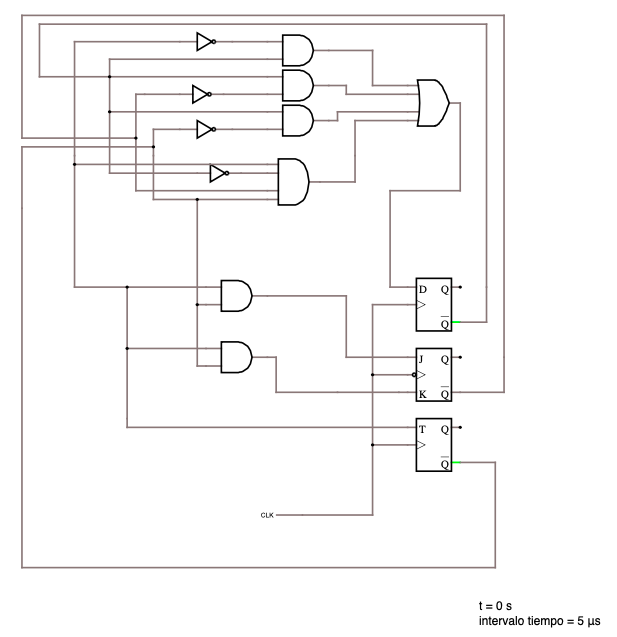 D Q
Q̅
J Q
K Q̅
T Q
Q̅
CLK
t = 0 s
intervalo tiempo = 5 µs